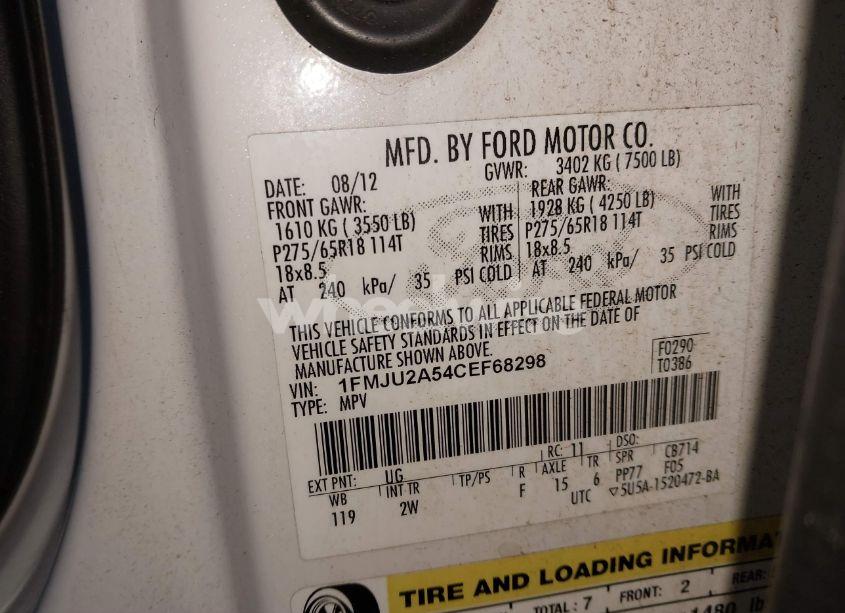 MFD. BY FORD MOTOR CO.
DATE: 08/12 GVWR: 3402 KG ( 7500 LB)
FRONT GAWR: REAR GAWR:
1610 KG ( 3550 LB) WITH 1928 KG ( 4250 LB) WITH
P275/65R18 114T TIRES P275/65R18 114T TIRES
18x8.5 RIMS 18x8.5 RIMS
AT 240 kPa/ 35 PSI COLD AT 240 kPa/ 35 PSI COLD
THIS VEHICLE CONFORMS TO ALL APPLICABLE FEDERAL MOTOR
VEHICLE SAFETY STANDARDS IN EFFECT ON THE DATE OF
MANUFACTURE SHOWN ABOVE.
VIN: 1FMJU2A54CEF68298 F0290
TYPE: MPV T0386
EXT PNT: UG RC: 11 DSO:
WB INT TR TP/PS R AXLE TR SPR CB714
119 2W F 15 6 PP77 F05
UTC ▽5U5A-1520472-BA
TIRE AND LOADING INFORMA
TOTAL: 7 FRONT: 2 REAR:
lb